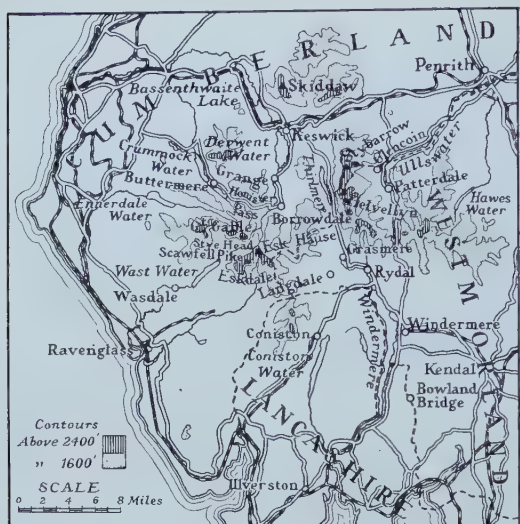 CUMBERLAND
Penrith
Skiddaw
Bassenthwaite
Lake
Keswick
Lybarrow
Glencoin
Ullswater
Derwent
Water
Crummock
Water
Grange
Thirlmere
Patterdale
Buttermere
Honister
Pass
Hawes
Water
Ennerdale
Water
Borrowdale
Helvellyn
WESTMORLAND
Gt. Gable
Stye Head
Esk Hause
Grasmere
Scawfell Pike
Wast Water
Eskdale
Langdale
Rydal
Wasdale
Windermere
Windermere
Coniston
Coniston
Water
Ravenglass
Kendal
Bowland
Bridge
LANCASHIRE
Ulverston
Contours
Above 2400'
" 1600'
SCALE
0 2 4 6 8 Miles